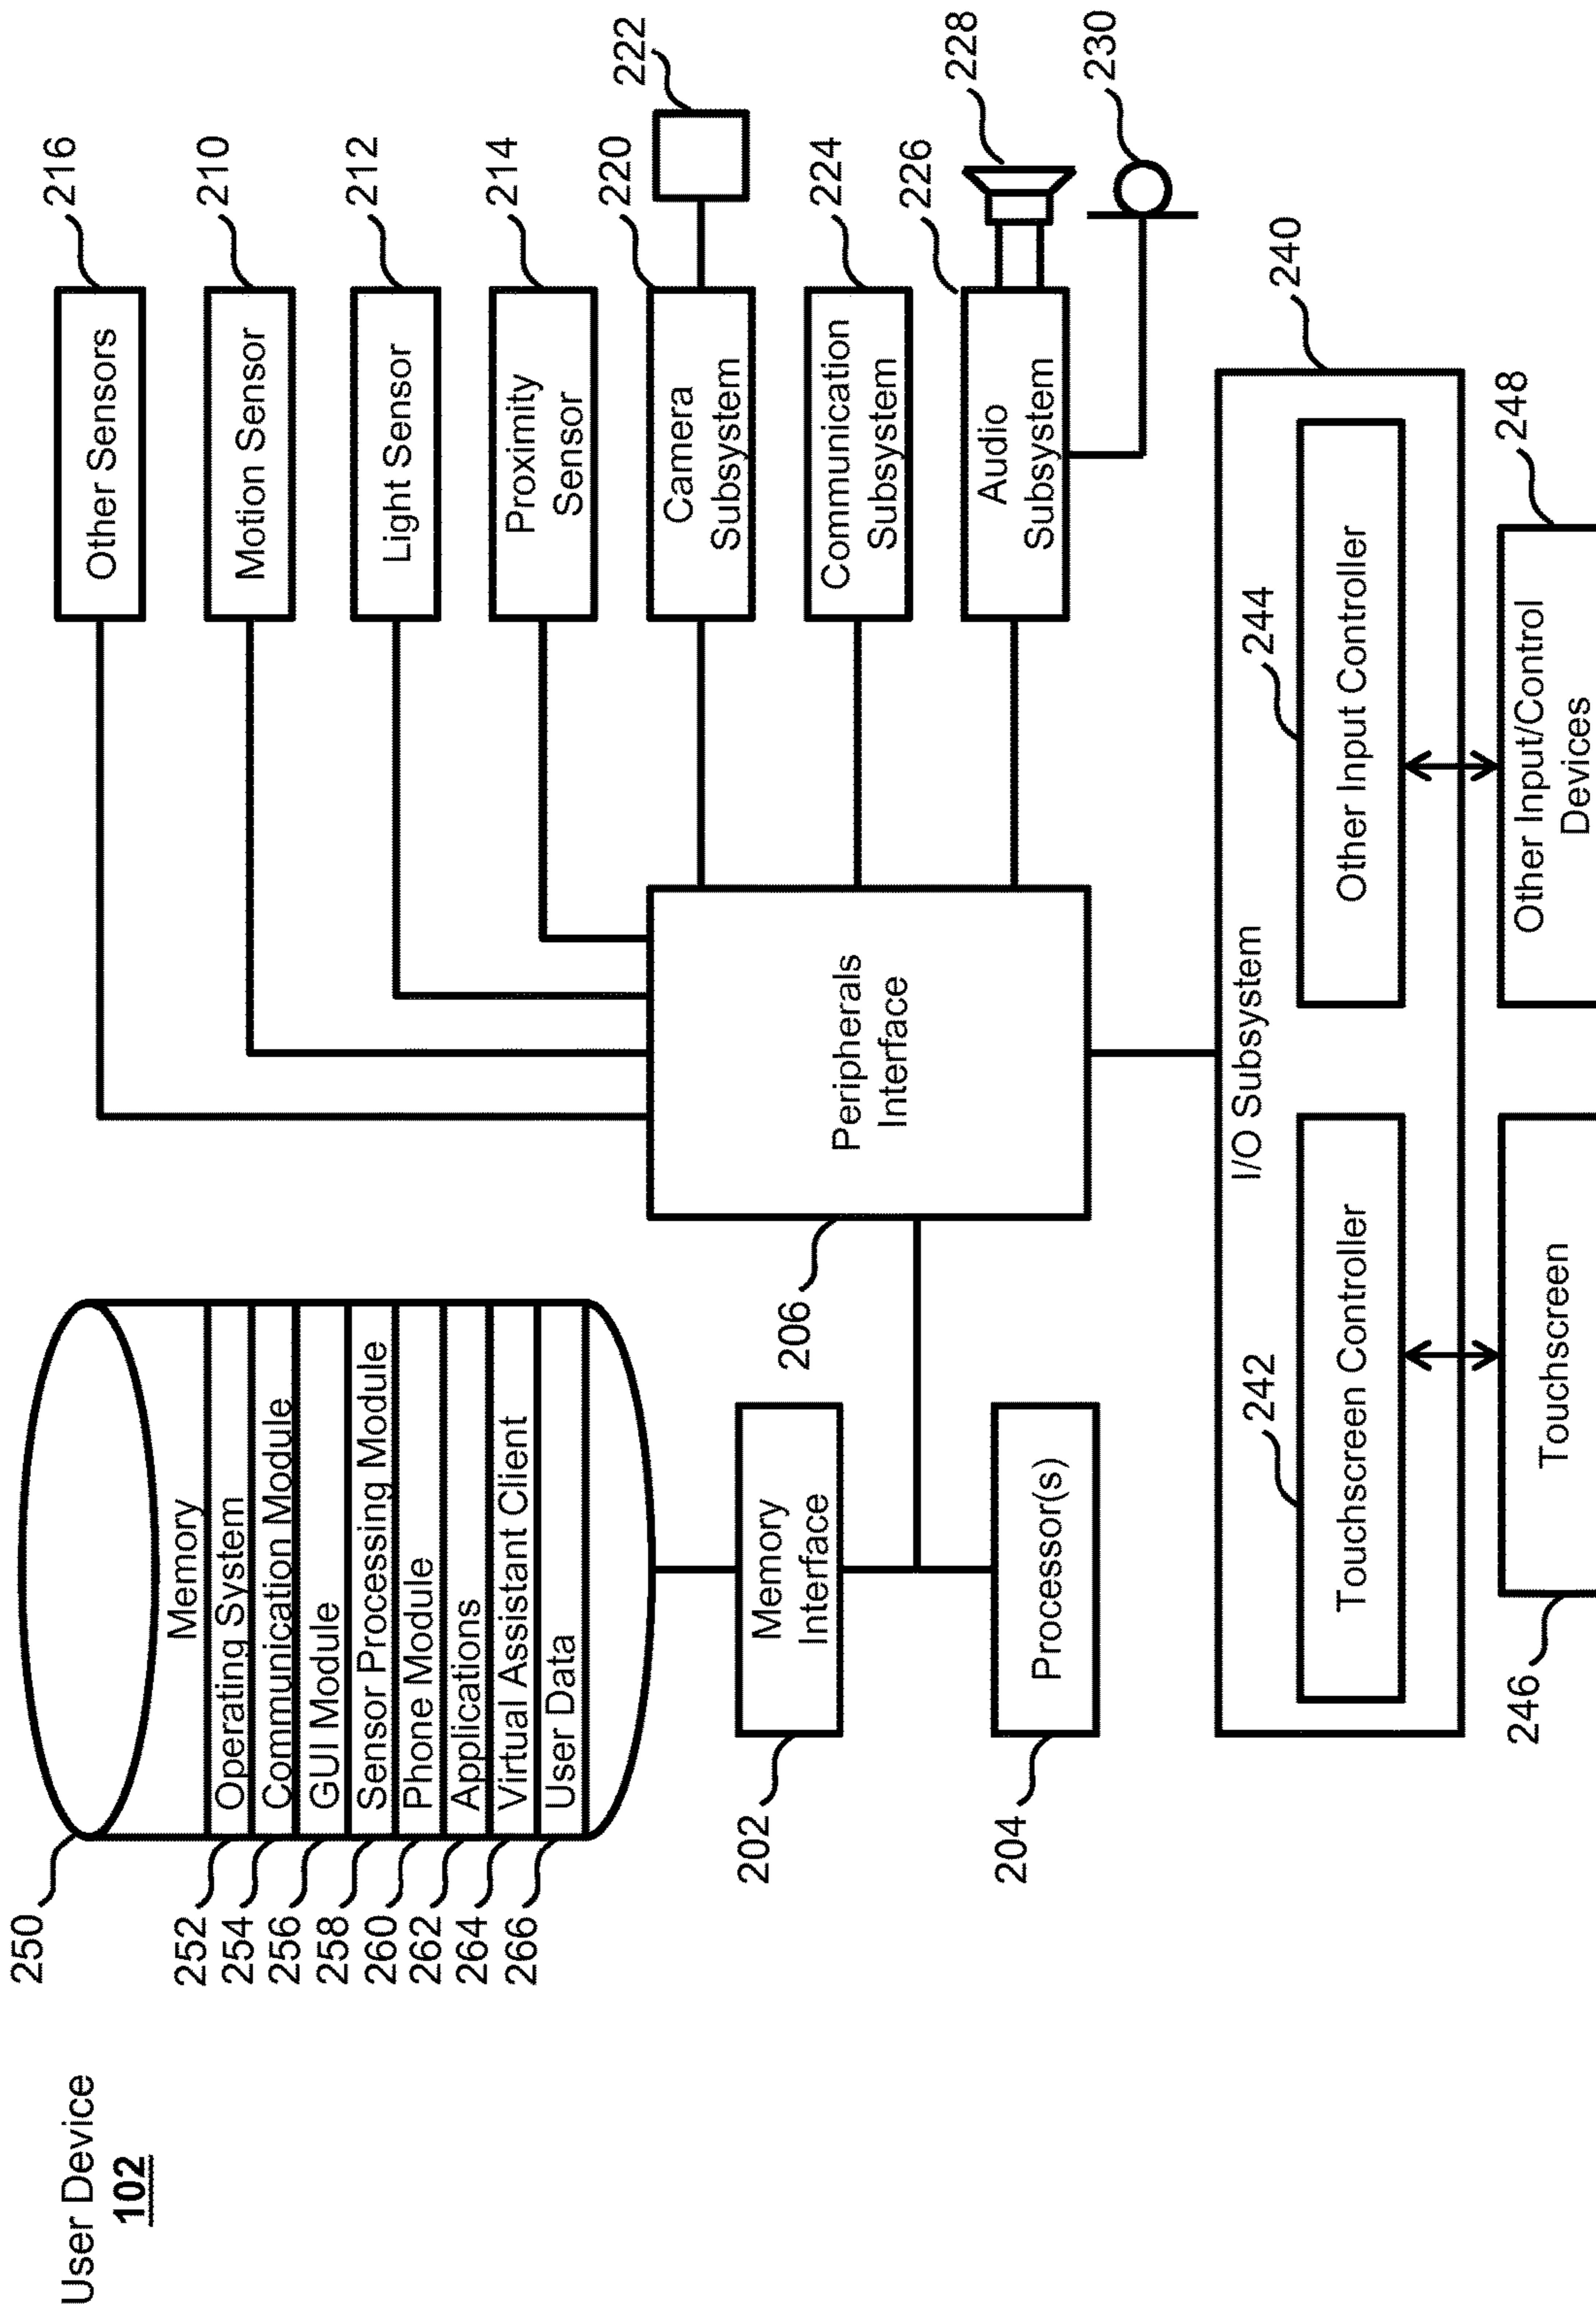 User Device
102
250
Memory
252
Operating System
254
Communication Module
256
GUI Module
258
Sensor Processing Module
260
Phone Module
262
Applications
264
Virtual Assistant Client
266
User Data
202
Memory
Interface
204
Processor(s)
206
Peripherals
Interface
Other Sensors
216
Motion Sensor
210
Light Sensor
212
Proximity
Sensor
214
Camera
Subsystem
220
222
Communication
Subsystem
224
Audio
Subsystem
226
228
230
I/O Subsystem
240
242
Touchscreen Controller
244
Other Input Controller
246
Touchscreen
248
Other Input/Control
Devices